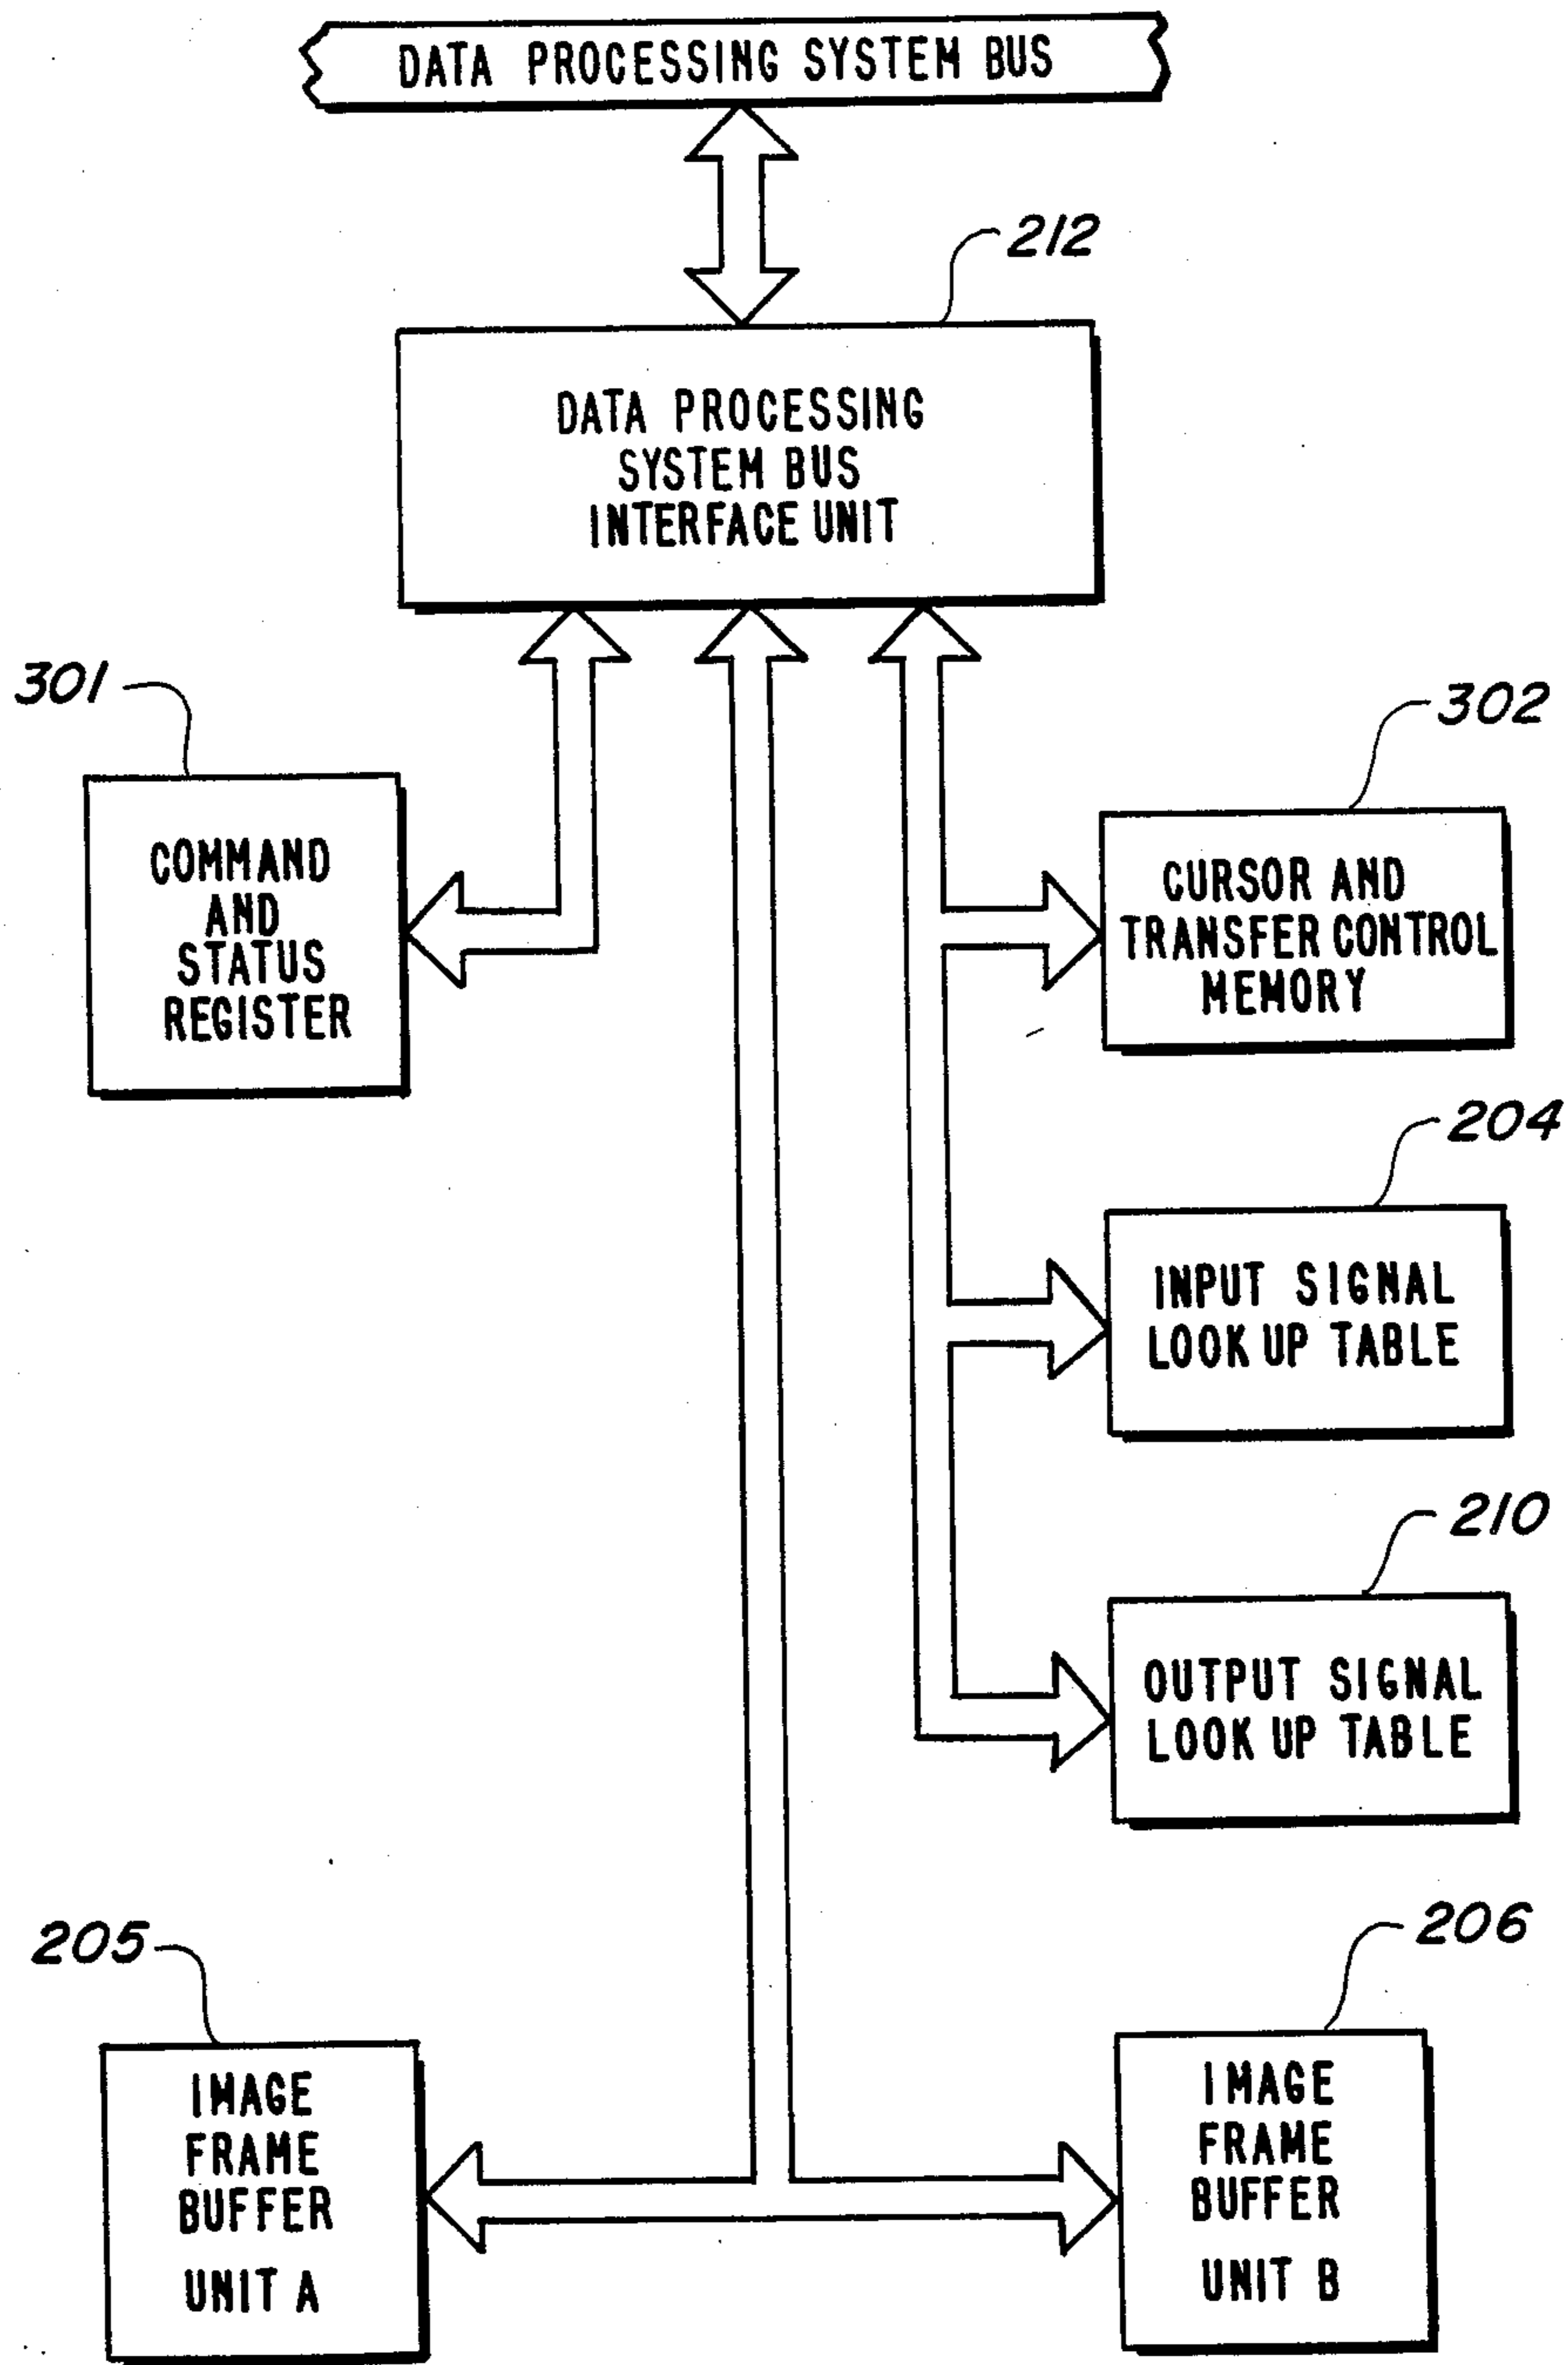 DATA PROCESSING SYSTEM BUS
212
DATA PROCESSING
SYSTEM BUS
INTERFACE UNIT
301
COMMAND
AND
STATUS
REGISTER
302
CURSOR AND
TRANSFER CONTROL
MEMORY
204
INPUT SIGNAL
LOOK UP TABLE
210
OUTPUT SIGNAL
LOOK UP TABLE
205
IMAGE
FRAME
BUFFER
UNIT A
206
IMAGE
FRAME
BUFFER
UNIT B